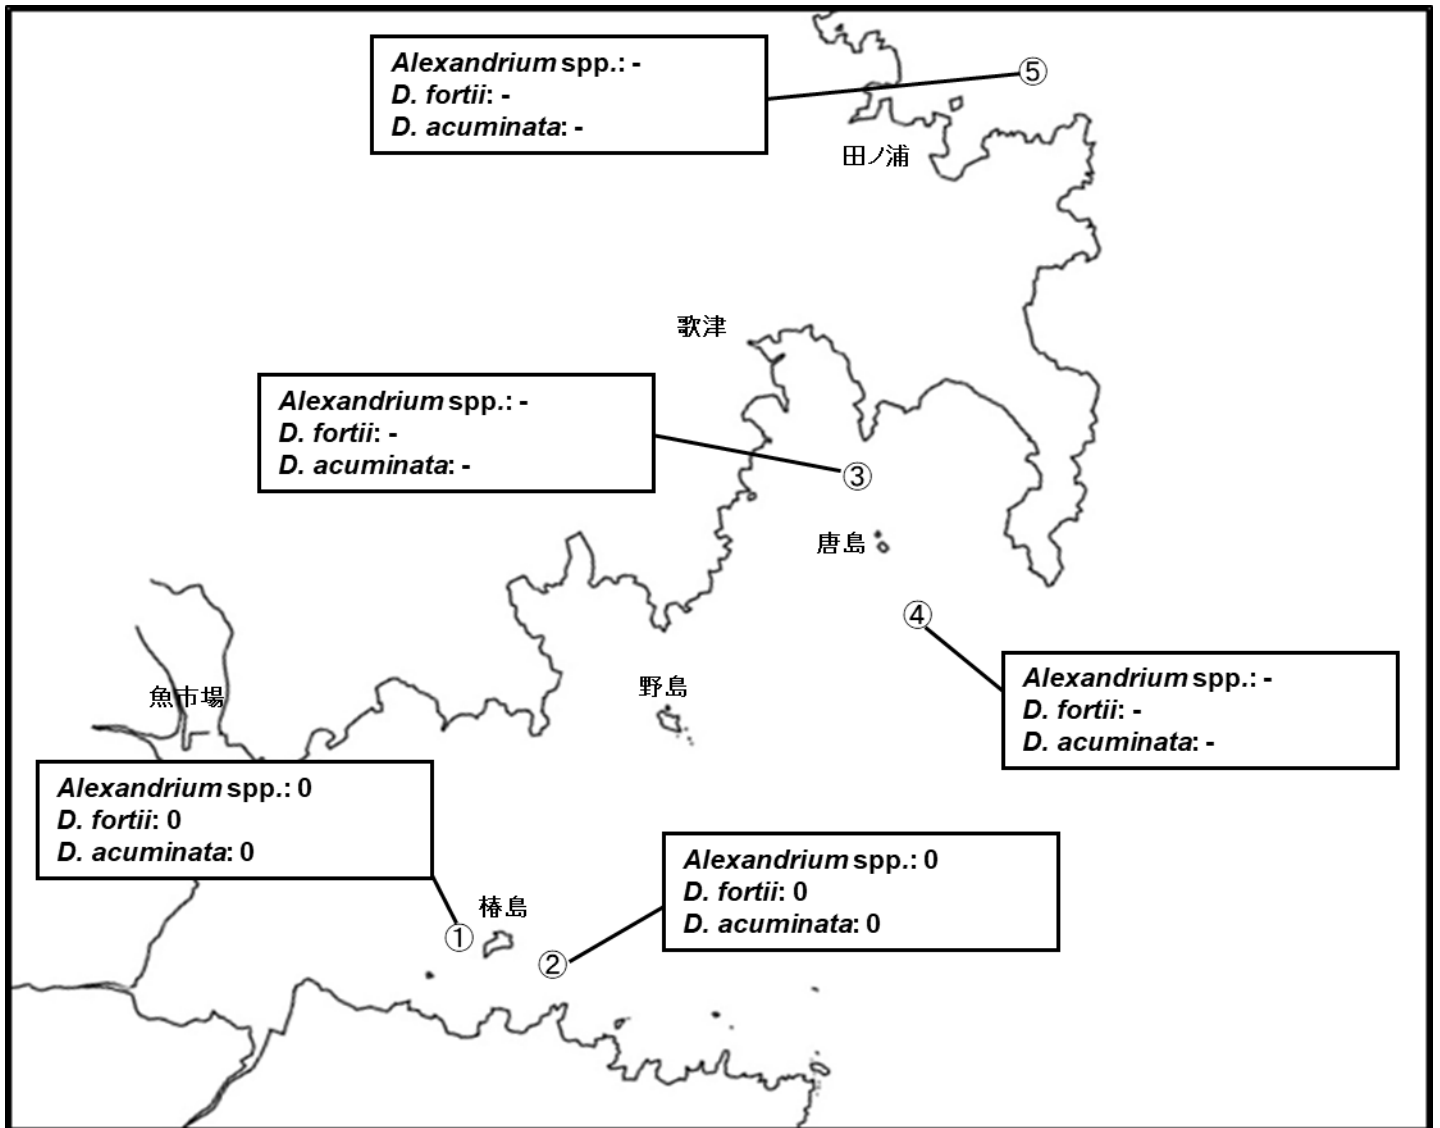 Alexandrium spp.: -
D. fortii: -
D. acuminata: -
⑤
田ノ浦
歌津
Alexandrium spp.: -
D. fortii: -
D. acuminata: -
③
唐島
④
Alexandrium spp.: -
D. fortii: -
D. acuminata: -
野島
魚市場
Alexandrium spp.: 0
D. fortii: 0
D. acuminata: 0
Alexandrium spp.: 0
D. fortii: 0
D. acuminata: 0
椿島
①
②